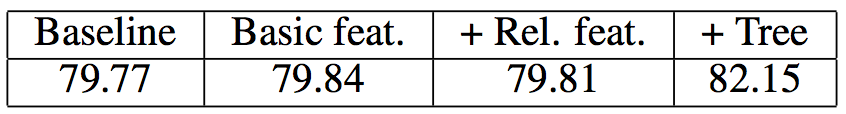 Baseline Basic feat. + Rel. feat. + Tree
79.77 79.84 79.81 82.15